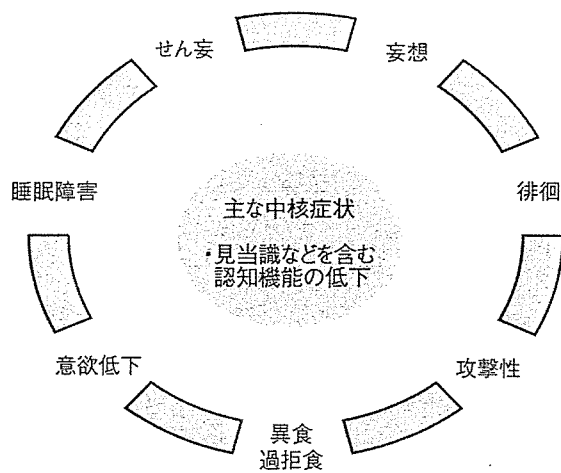 せん妄
妄想
睡眠障害
徘徊
主な中核症状
・見当識などを含む
認知機能の低下
意欲低下
攻撃性
異食
過拒食